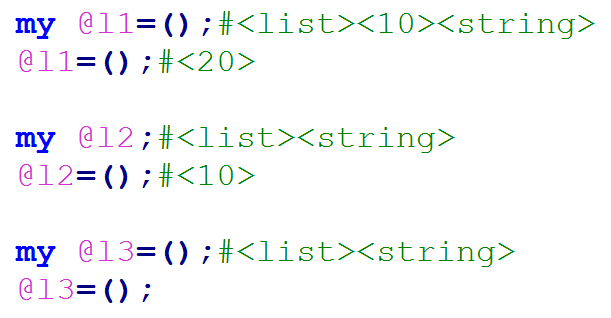 my @l1=();#<list><10><string>
@l1=();#<20>
my @l2;#<list><string>
@l2=();#<10>
my @l3=();#<list><string>
@l3=();